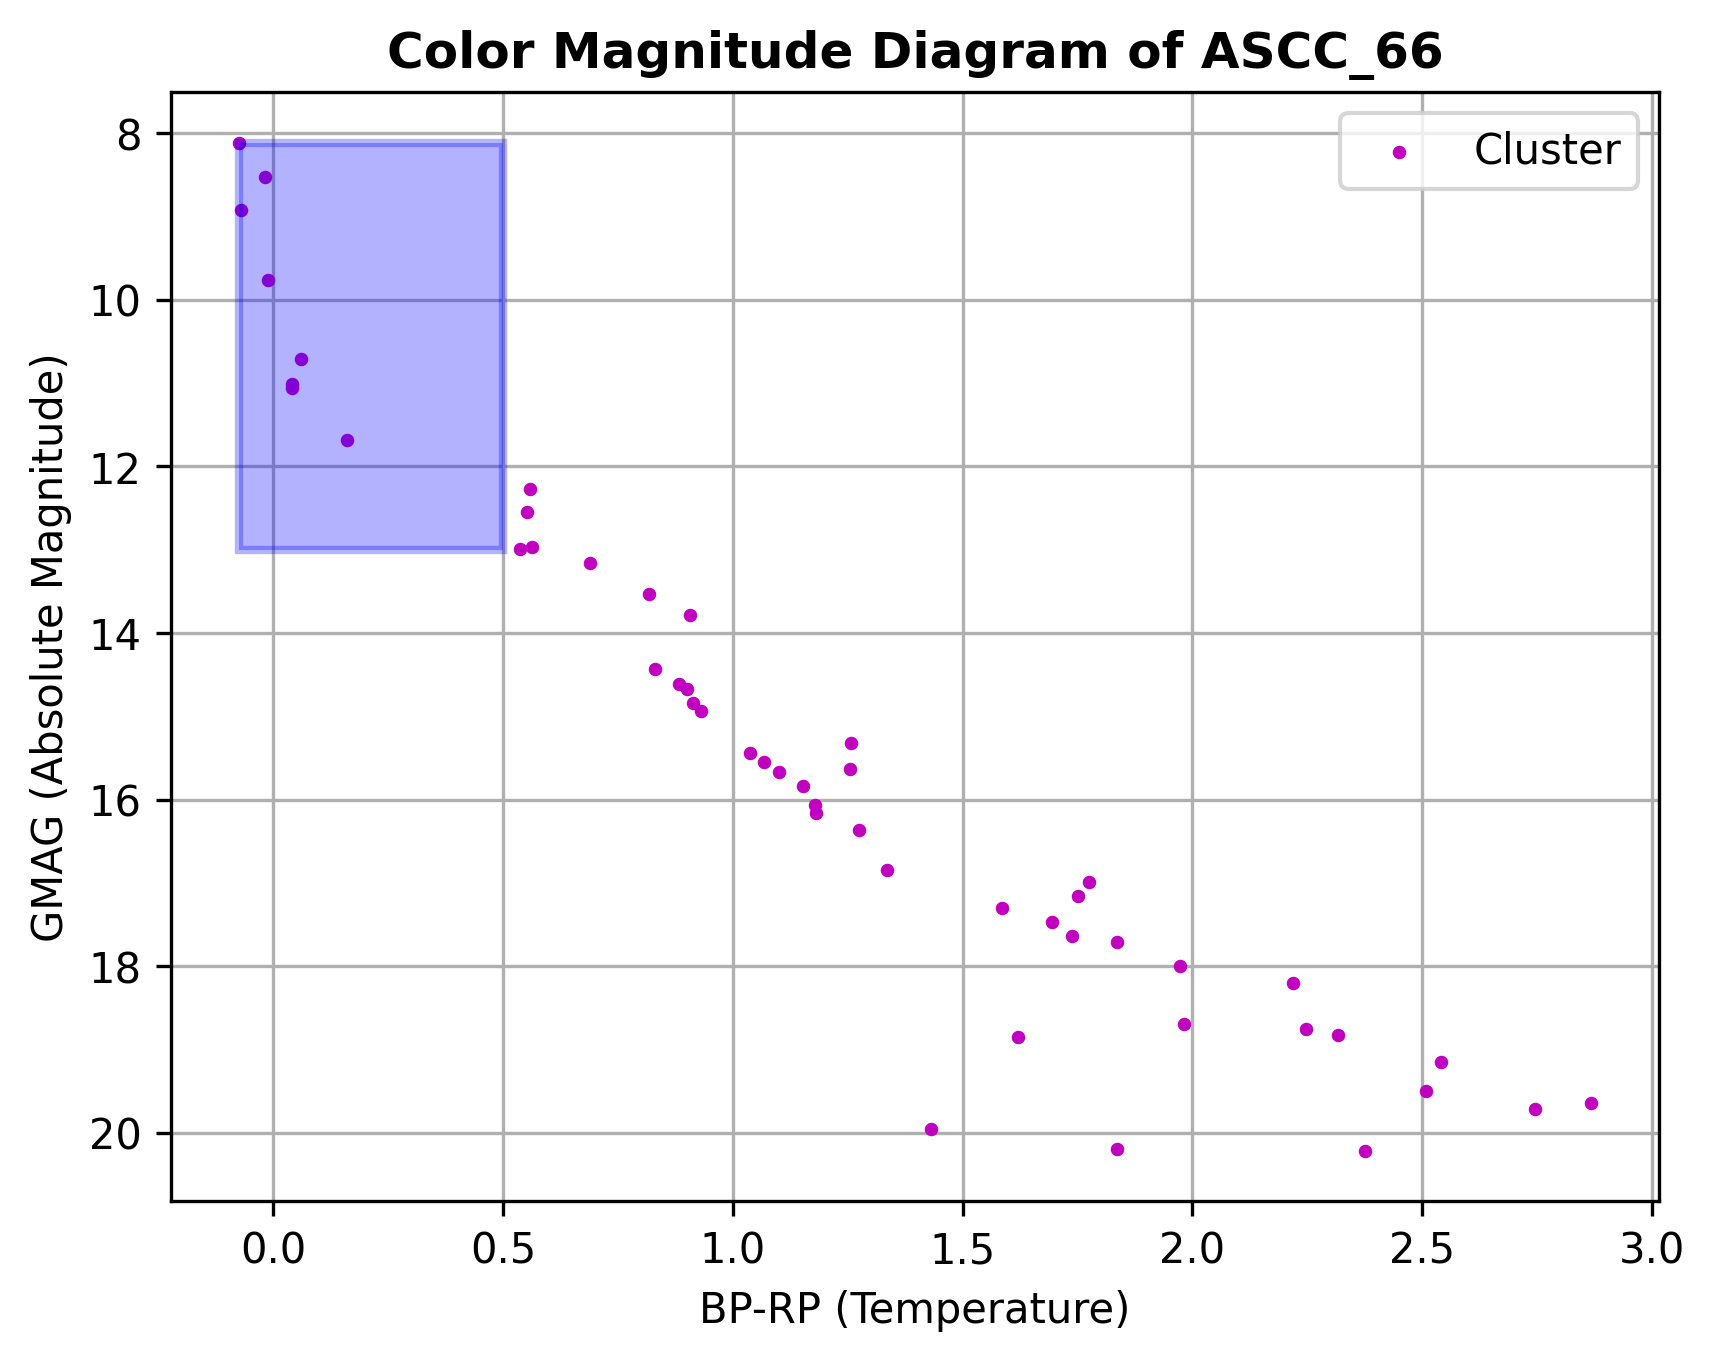 Color Magnitude Diagram of ASCC_66
Cluster
8
10
12
14
16
18
20
GMAG (Absolute Magnitude)
0.0 0.5 1.0 1.5 2.0 2.5 3.0
BP-RP (Temperature)